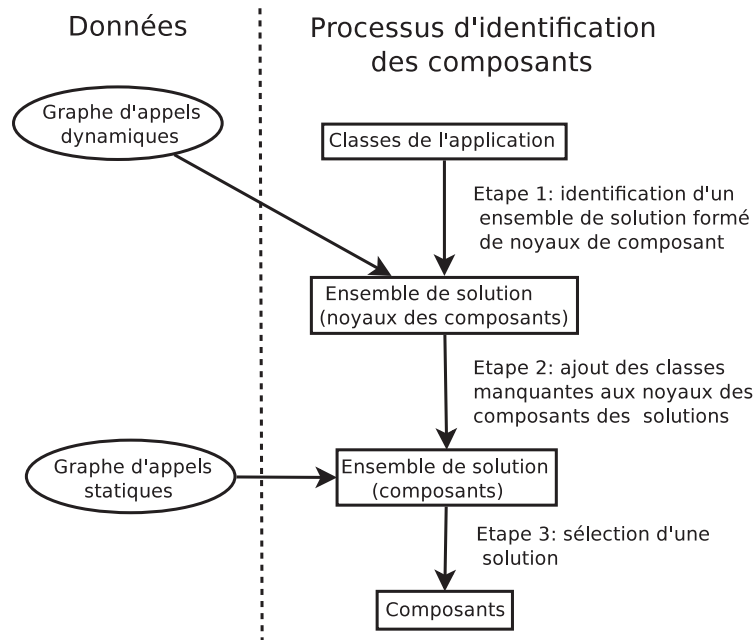 Données
Processus d'identification
des composants
Graphe d'appels
dynamiques
Classes de l'application
Etape 1: identification d'un
ensemble de solution formé
de noyaux de composant
Ensemble de solution
(noyaux des composants)
Etape 2: ajout des classes
manquantes aux noyaux des
composants des solutions
Graphe d'appels
statiques
Ensemble de solution
(composants)
Etape 3: sélection d'une
solution
Composants